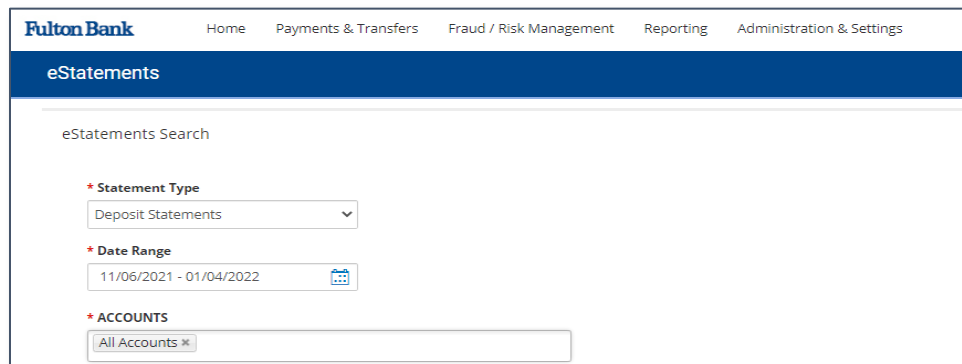 Fulton Bank Home Payments & Transfers Fraud / Risk Management Reporting Administration & Settings
eStatements
eStatements Search
* Statement Type
Deposit Statements
* Date Range
11/06/2021 - 01/04/2022
* ACCOUNTS
All Accounts ×